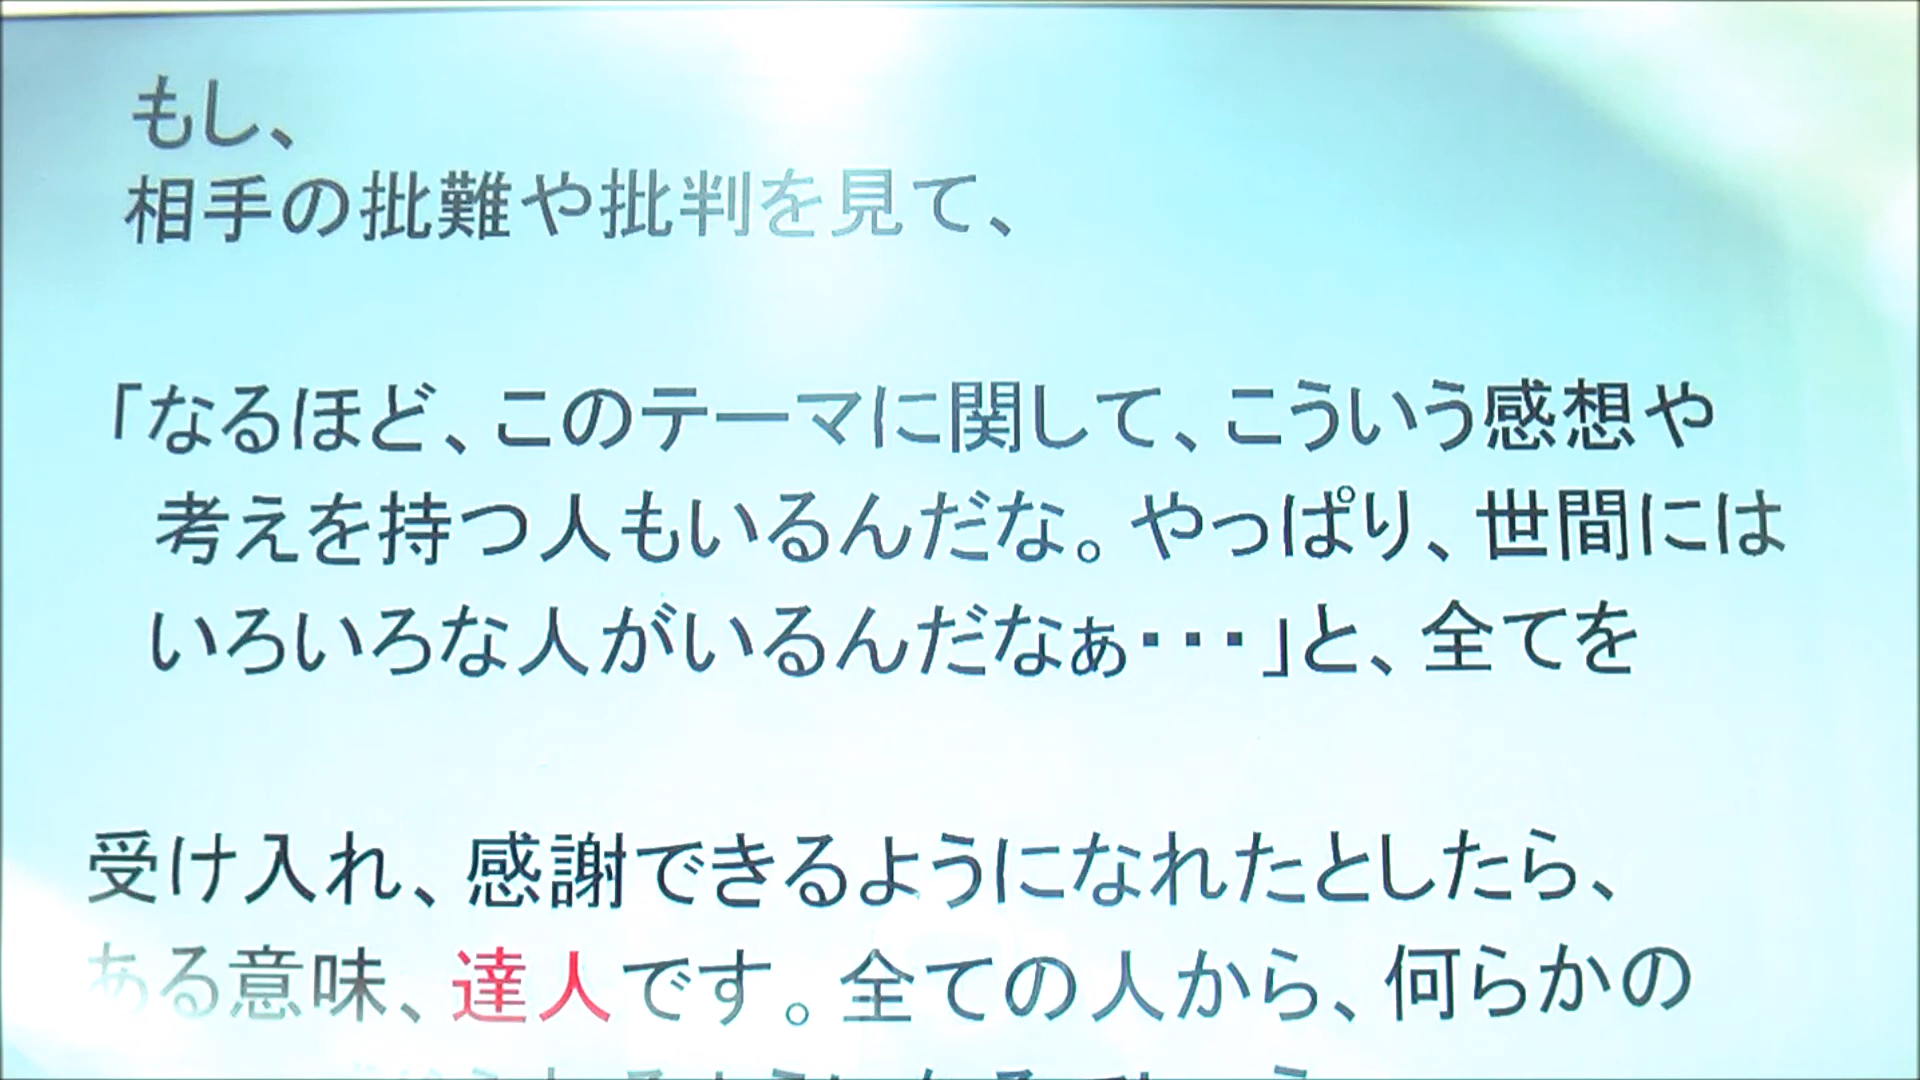 もし、
相手の批難や批判を見て、
「なるほど、このテーマに関して、こういう感想や
考えを持つ人もいるんだな。やっぱり、世間には
いろいろな人がいるんだなぁ・・・」と、全てを
受け入れ、感謝できるようになれたとしたら、
ある意味、達人です。全ての人から、何らかの